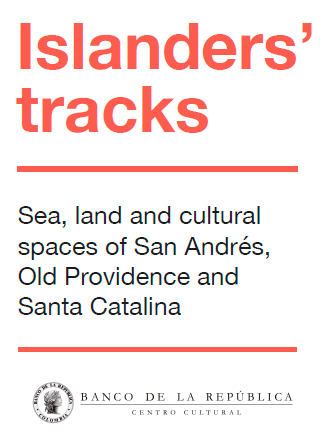 Islanders’
tracks
Sea, land and cultural
spaces of San Andrés,
Old Providence and
Santa Catalina
BANCO DE LA REPÚBLICA
COLOMBIA
BANCO DE LA REPÚBLICA
CENTRO CULTURAL